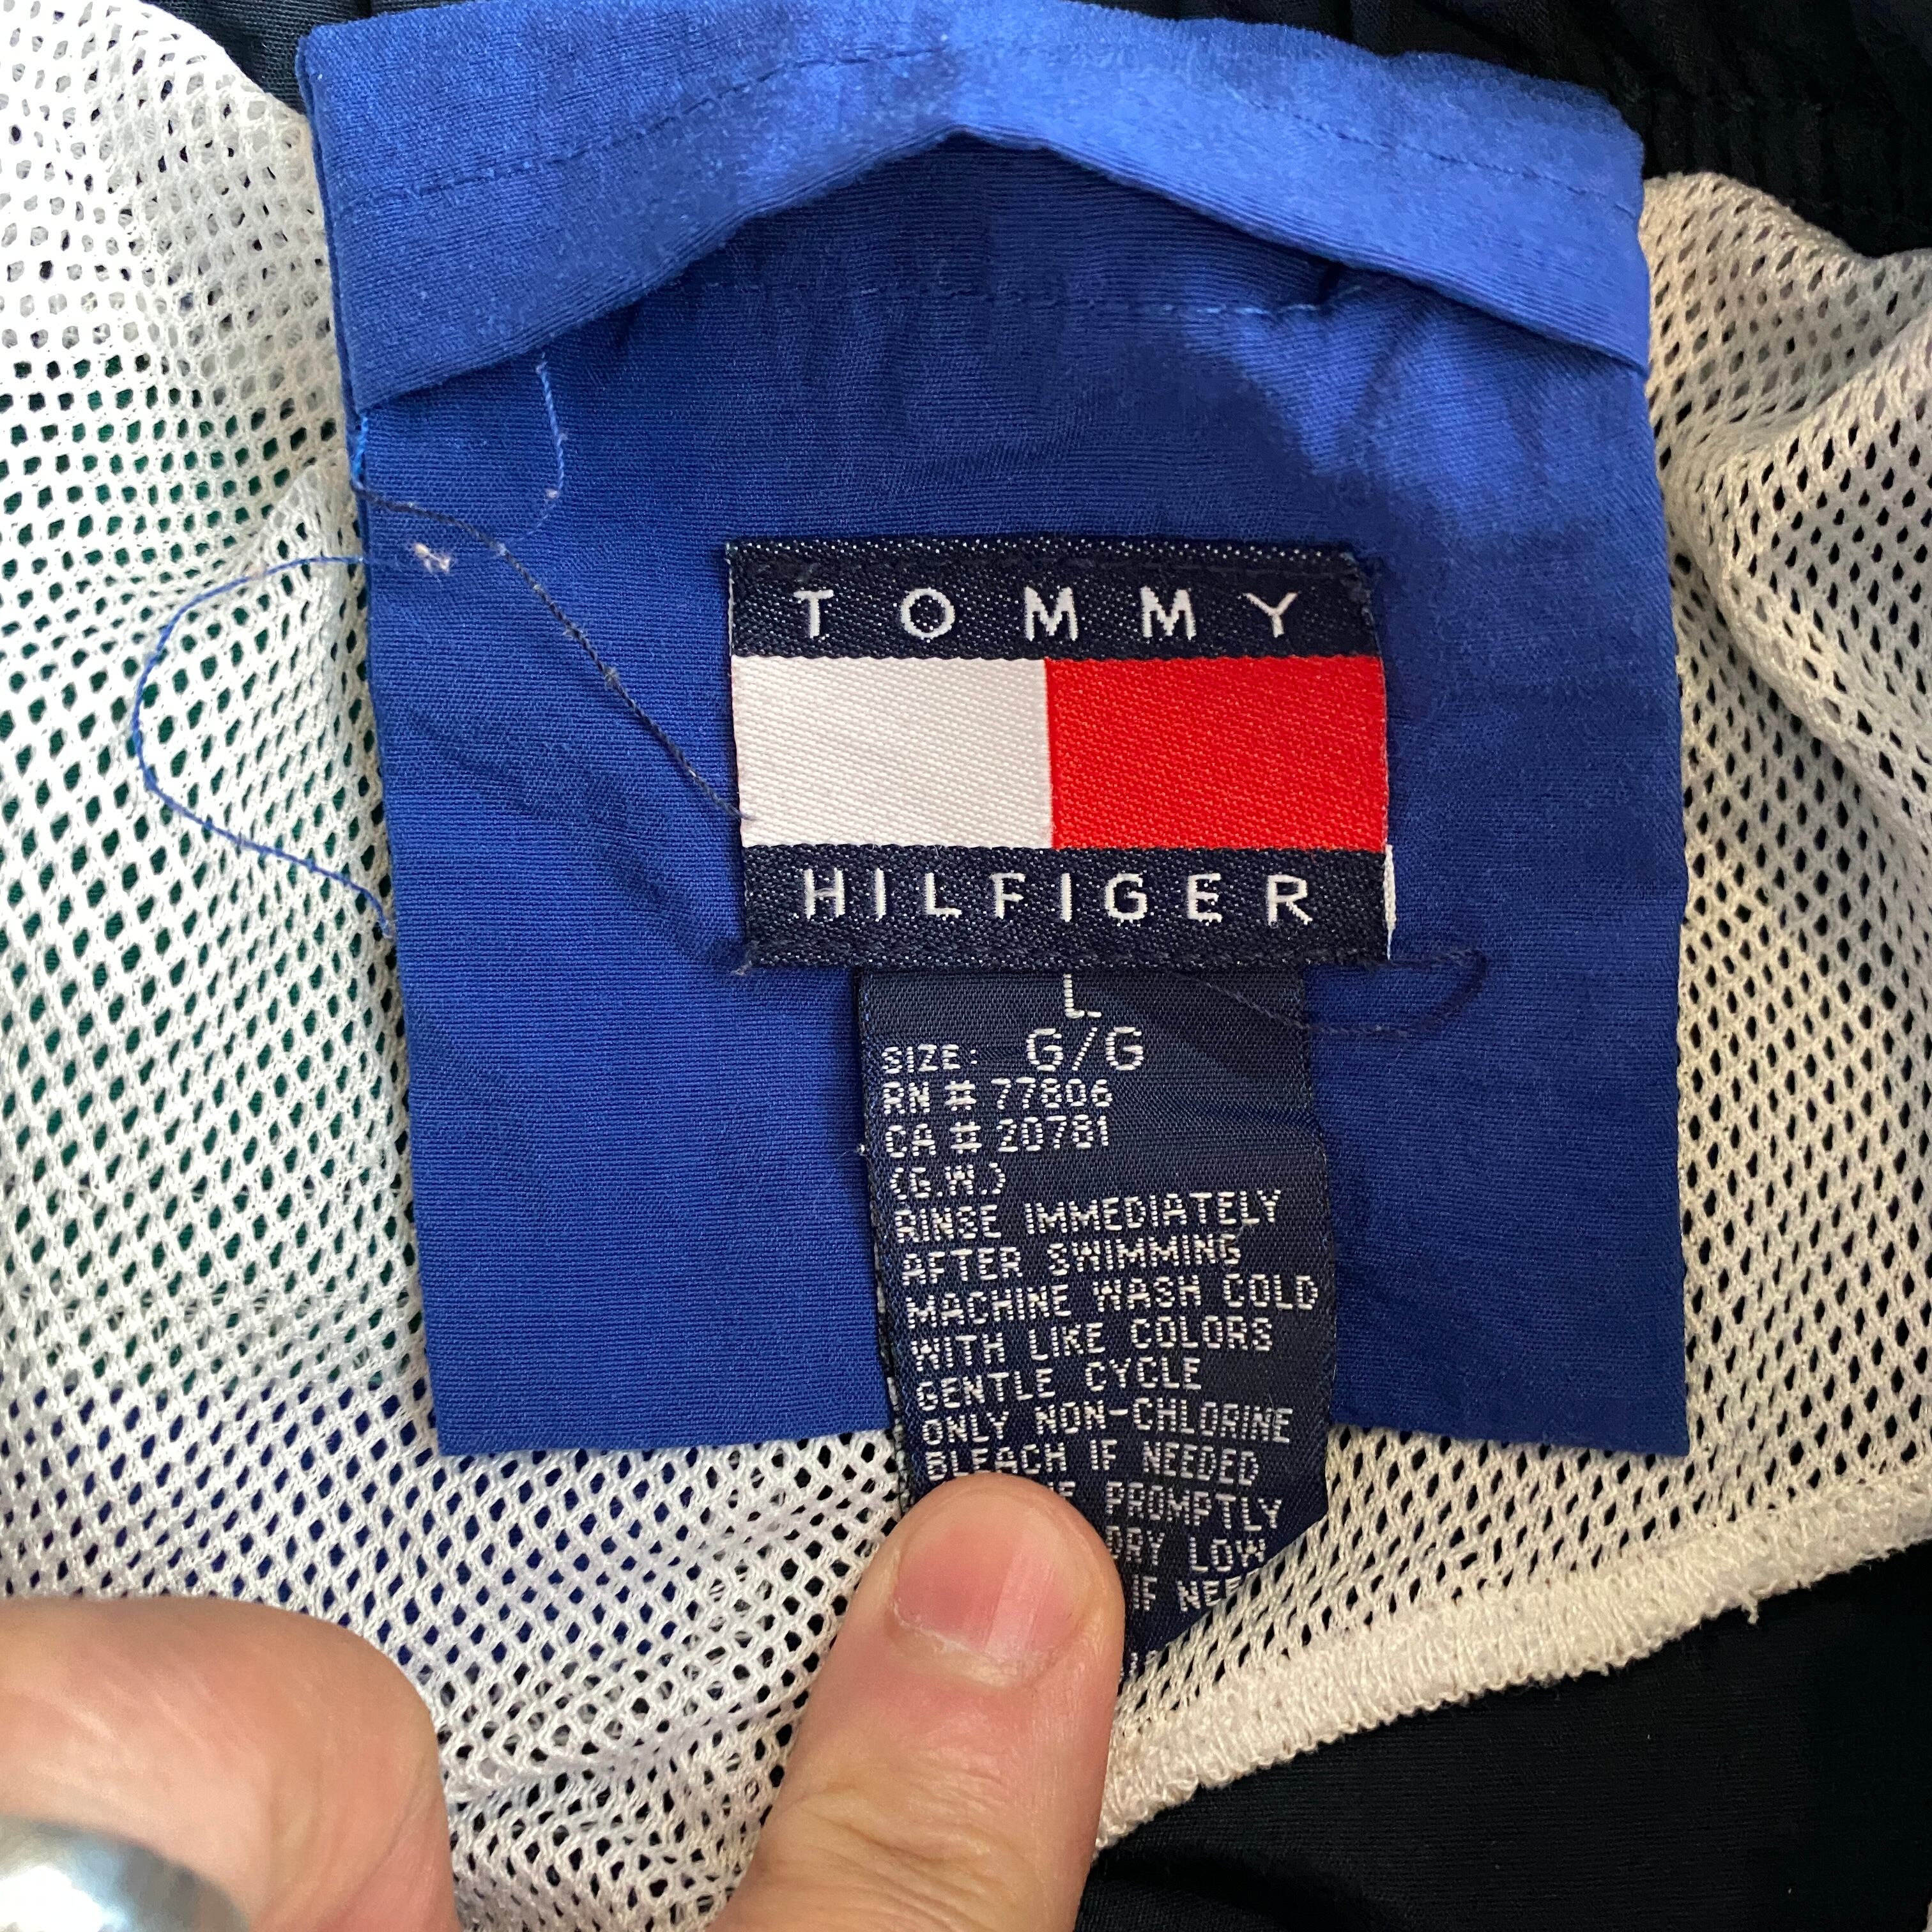 TOMMY
HILFIGER
L
SIZE: G/G
RN # 77806
CA # 20781
(G.W.)
RINSE IMMEDIATELY
AFTER SWIMMING
MACHINE WASH COLD
WITH LIKE COLORS
GENTLE CYCLE
ONLY NON-CHLORINE
BLEACH IF NEEDED
PROMPTLY
LOW
IF